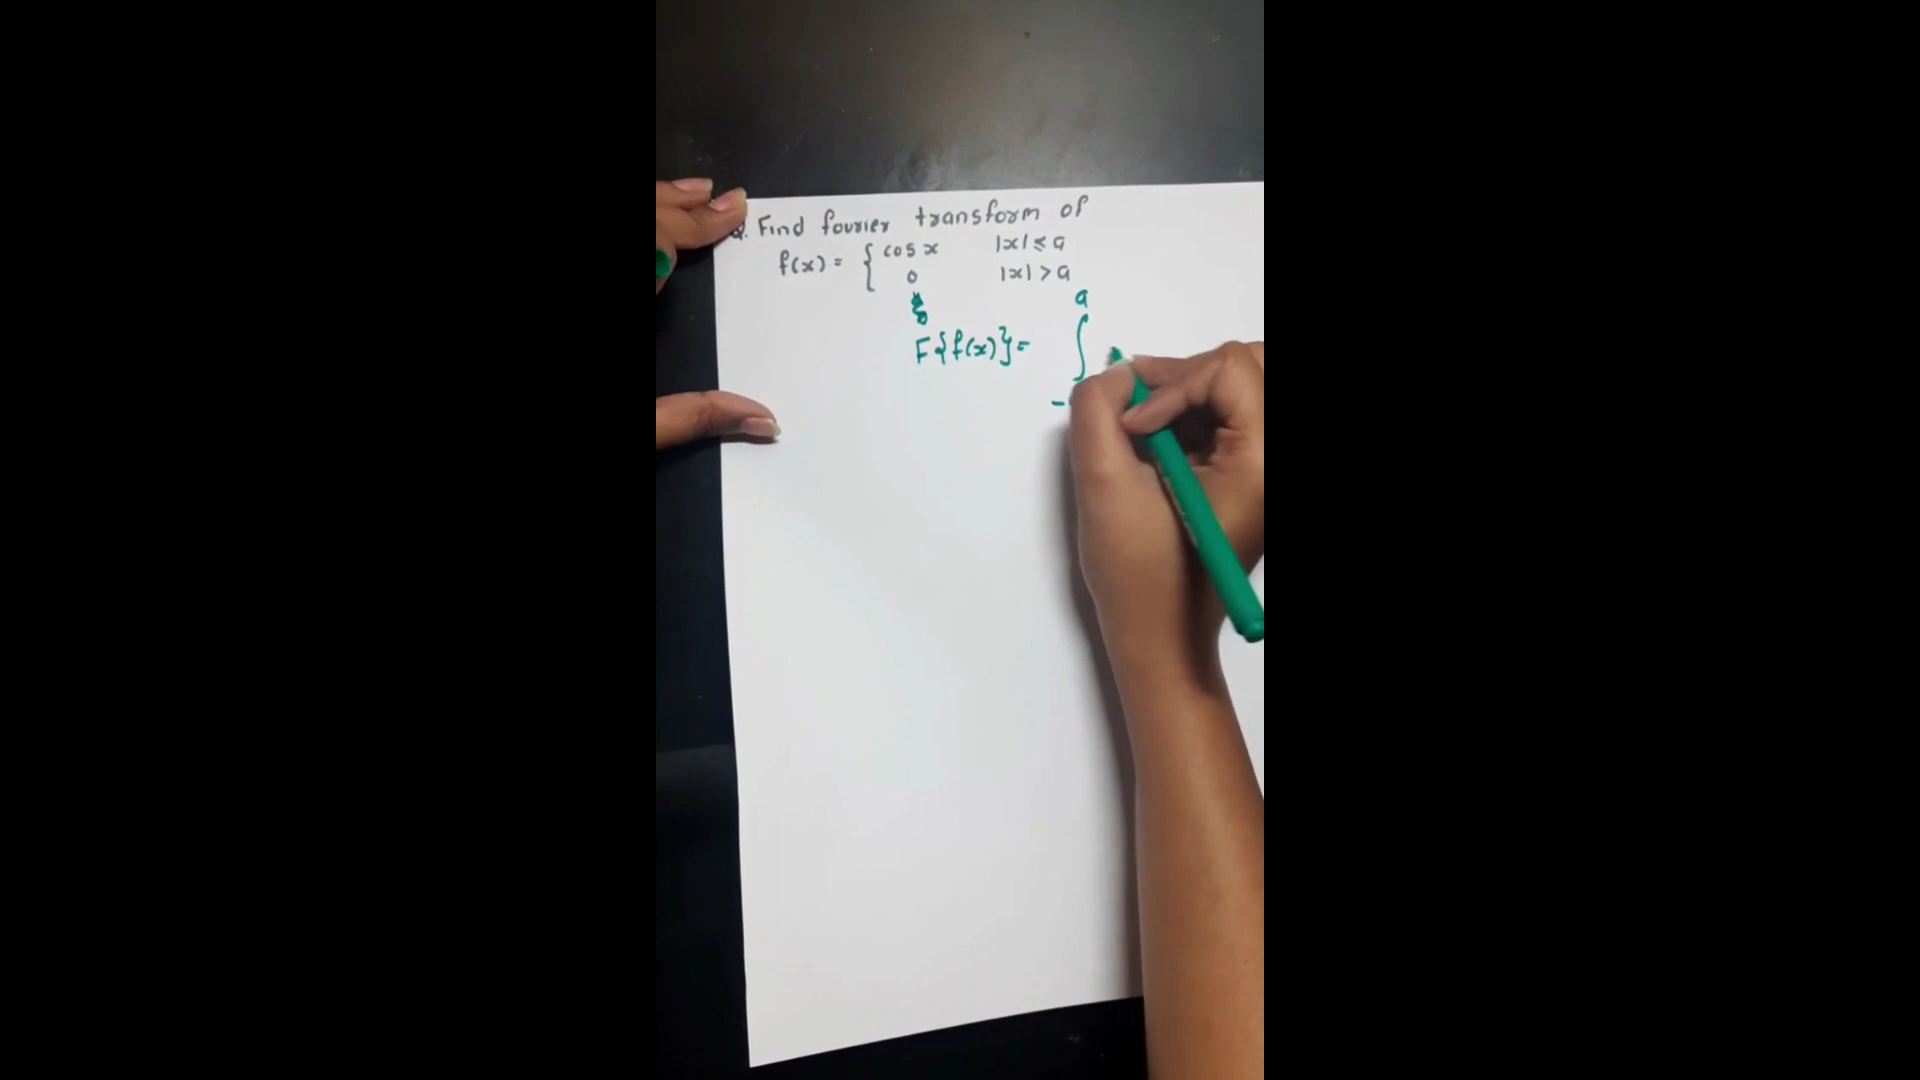 Q. Find fourier transform of
f(x) = { cos x |x| ≤ a
0 |x| > a
a
F{f(x)} = ∫
-